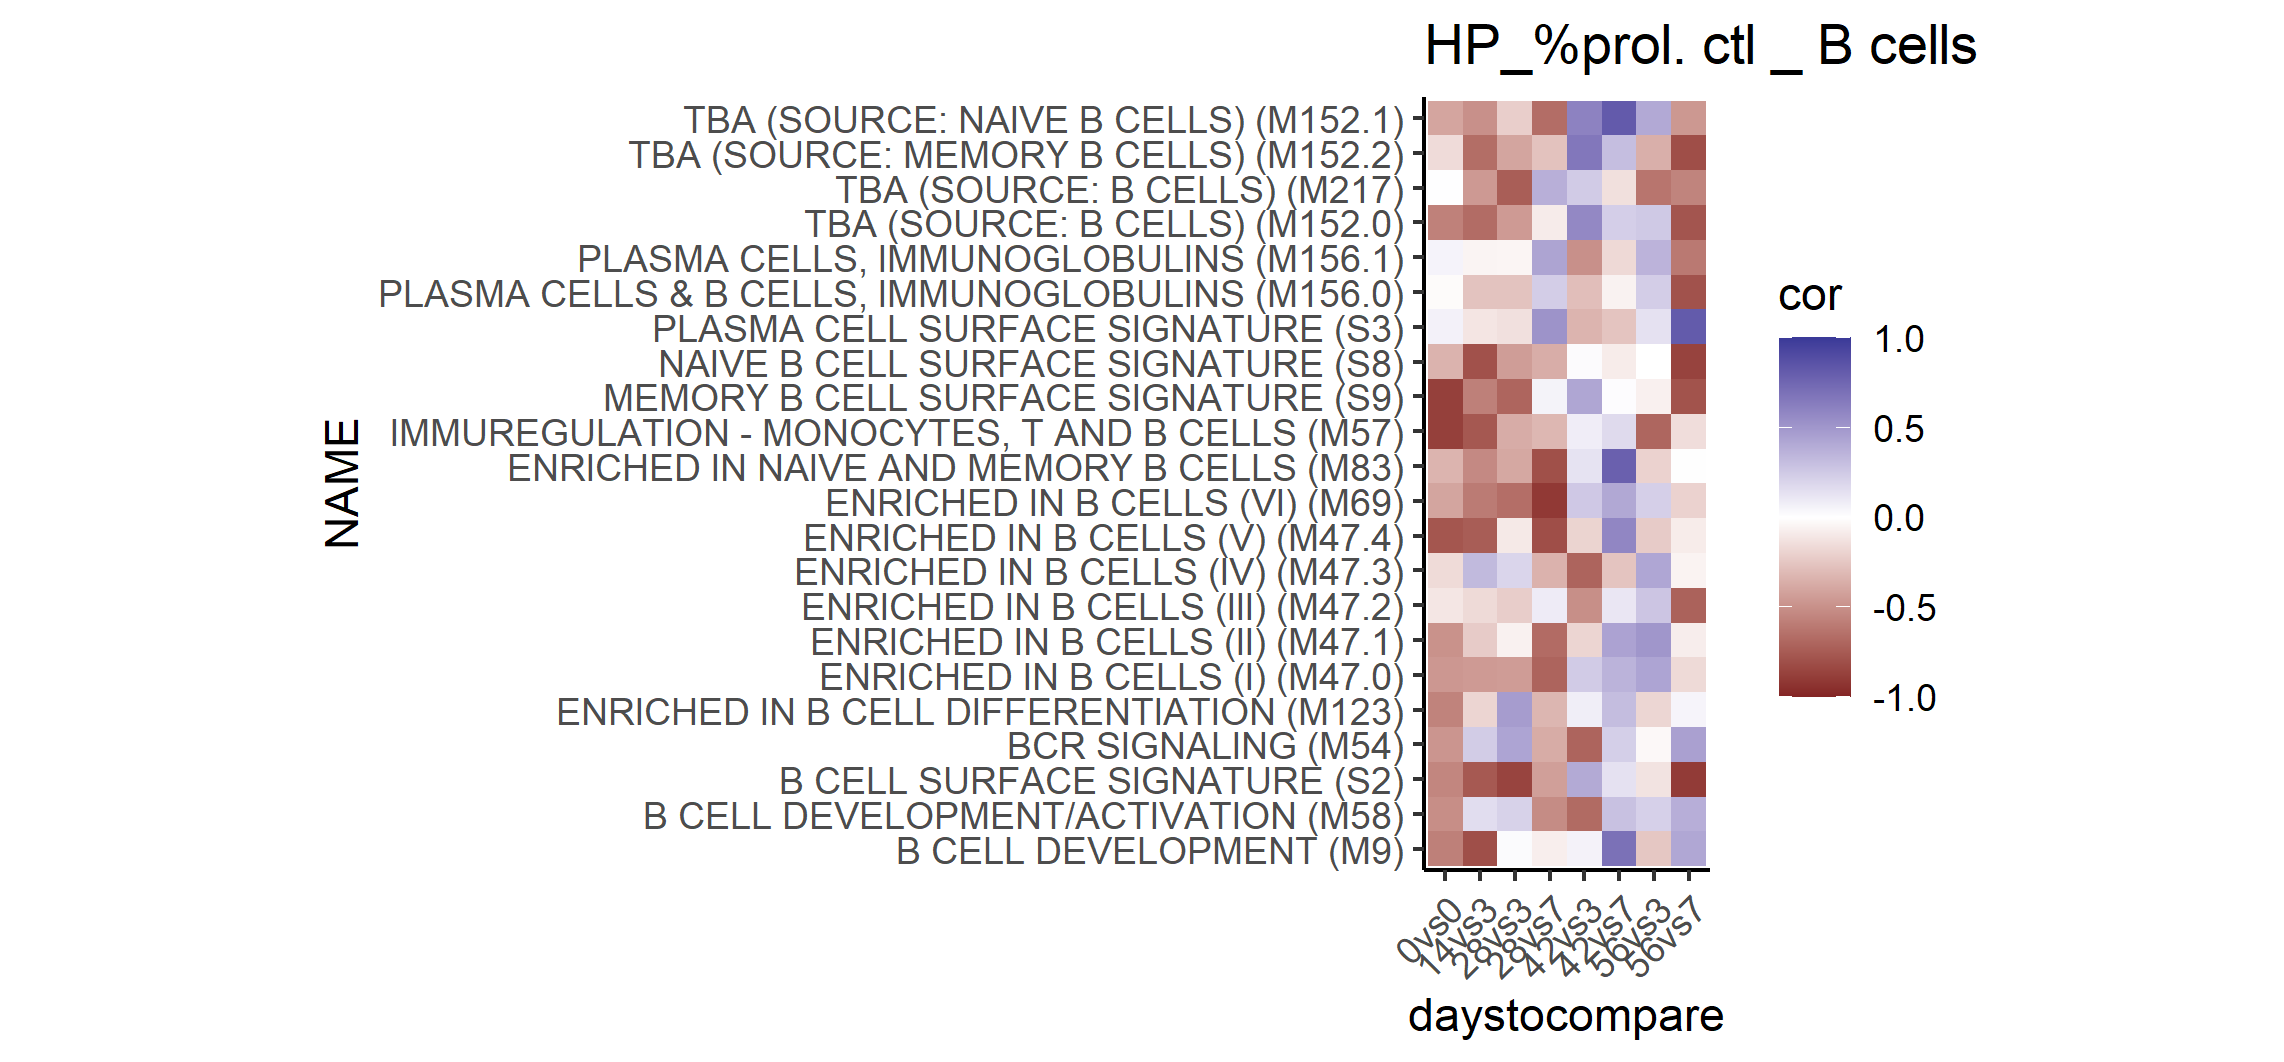 HP_%prol. ctl _ B cells
TBA (SOURCE: NAIVE B CELLS) (M152.1)
TBA (SOURCE: MEMORY B CELLS) (M152.2)
TBA (SOURCE: B CELLS) (M217)
TBA (SOURCE: B CELLS) (M152.0)
PLASMA CELLS, IMMUNOGLOBULINS (M156.1)
PLASMA CELLS & B CELLS, IMMUNOGLOBULINS (M156.0)
PLASMA CELL SURFACE SIGNATURE (S3)
NAIVE B CELL SURFACE SIGNATURE (S8)
MEMORY B CELL SURFACE SIGNATURE (S9)
IMMUREGULATION - MONOCYTES, T AND B CELLS (M57)
ENRICHED IN NAIVE AND MEMORY B CELLS (M83)
ENRICHED IN B CELLS (VI) (M69)
ENRICHED IN B CELLS (V) (M47.4)
ENRICHED IN B CELLS (IV) (M47.3)
ENRICHED IN B CELLS (III) (M47.2)
ENRICHED IN B CELLS (II) (M47.1)
ENRICHED IN B CELLS (I) (M47.0)
ENRICHED IN B CELL DIFFERENTIATION (M123)
BCR SIGNALING (M54)
B CELL SURFACE SIGNATURE (S2)
B CELL DEVELOPMENT/ACTIVATION (M58)
B CELL DEVELOPMENT (M9)
NAME
0vs0
14vs3
28vs3
28vs7
42vs3
42vs7
56vs3
56vs7
daystocompare
cor
1.0
0.5
0.0
-0.5
-1.0